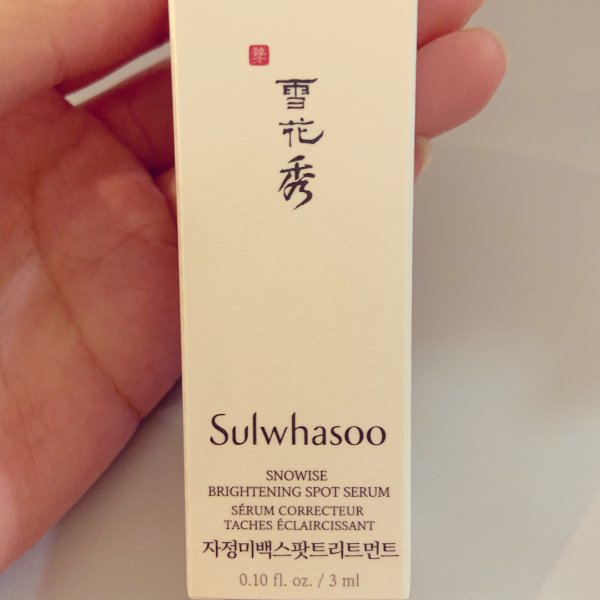 雪花秀
Sulwhasoo
SNOWISE
BRIGHTENING SPOT SERUM
SÉRUM CORRECTEUR
TACHES ÉCLAIRCISSANT
자정미백스팟트리트먼트
0.10 fl. oz. / 3 ml